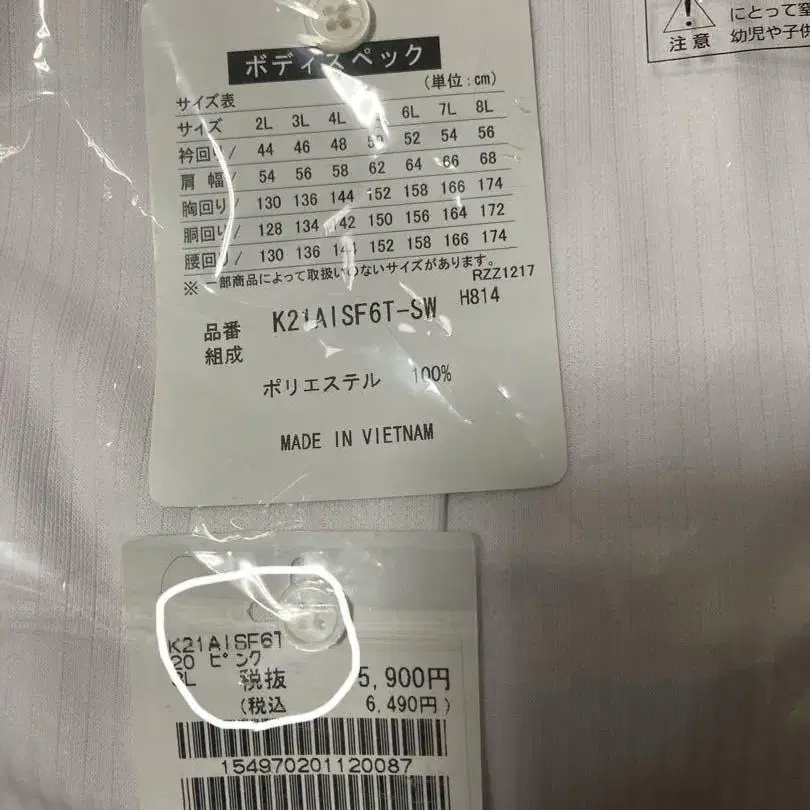 注意
にとって窒
幼児や子供
ボディスペック
(単位:cm)
サイズ表
サイズ 2L 3L 4L 6L 7L 8L
衿回り/ 44 46 48 50 52 54 56
肩 幅/ 54 56 58 62 64 66 68
胸回り/ 130 136 144 152 158 166 174
胴回り/ 128 134 142 150 156 164 172
腰回り/ 130 136 144 152 158 166 174
※一部商品によって取扱いのないサイズがあります。
RZZ1217
品番 K21AISF6T-SW H814
組成
ポリエステル 100%
MADE IN VIETNAM
K21AISF6T
20 ピンク
税抜 5,900円
(税込 6,490円)
154970201120087